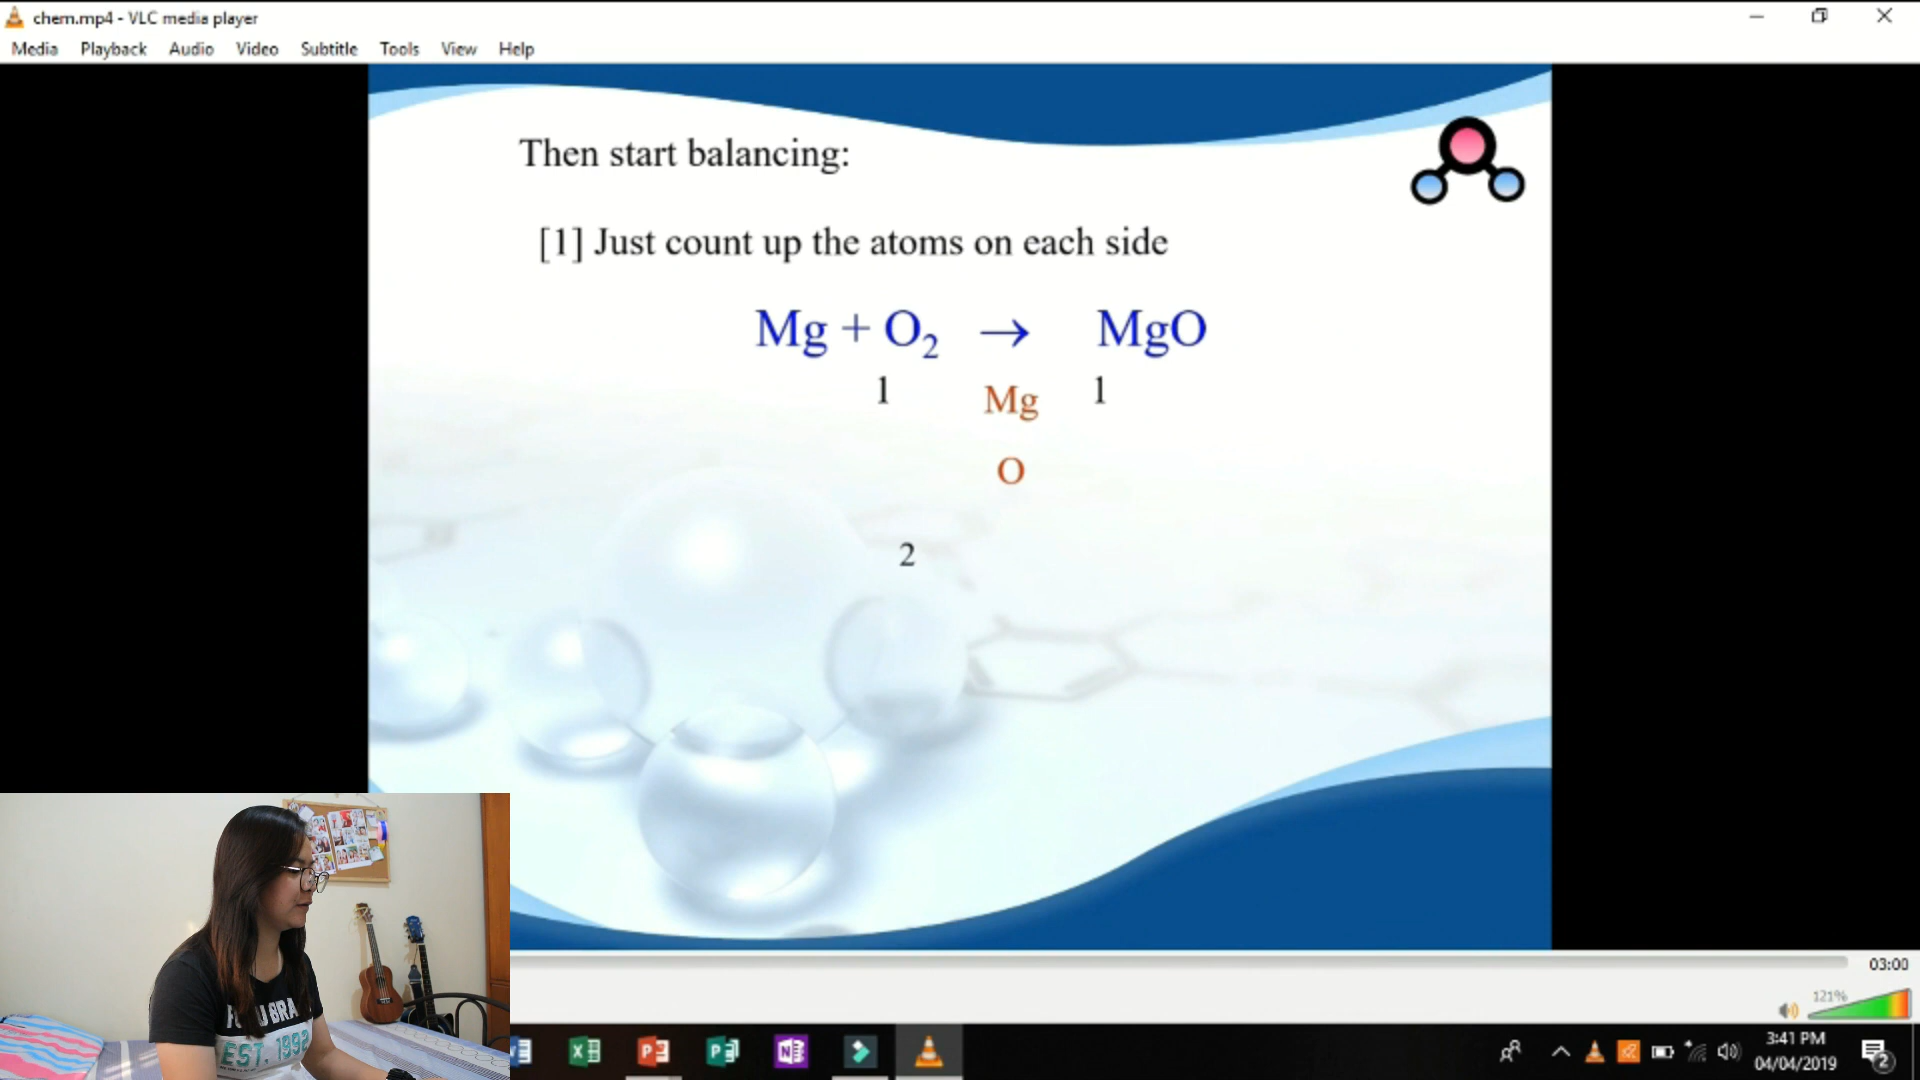 chem.mp4 - VLC media player
Media Playback Audio Video Subtitle Tools View Help
Then start balancing:
[1] Just count up the atoms on each side
Mg + O₂ → MgO
1 Mg 1
O
2
EST. 1992
03:00
121%
3:41 PM
04/04/2019
2